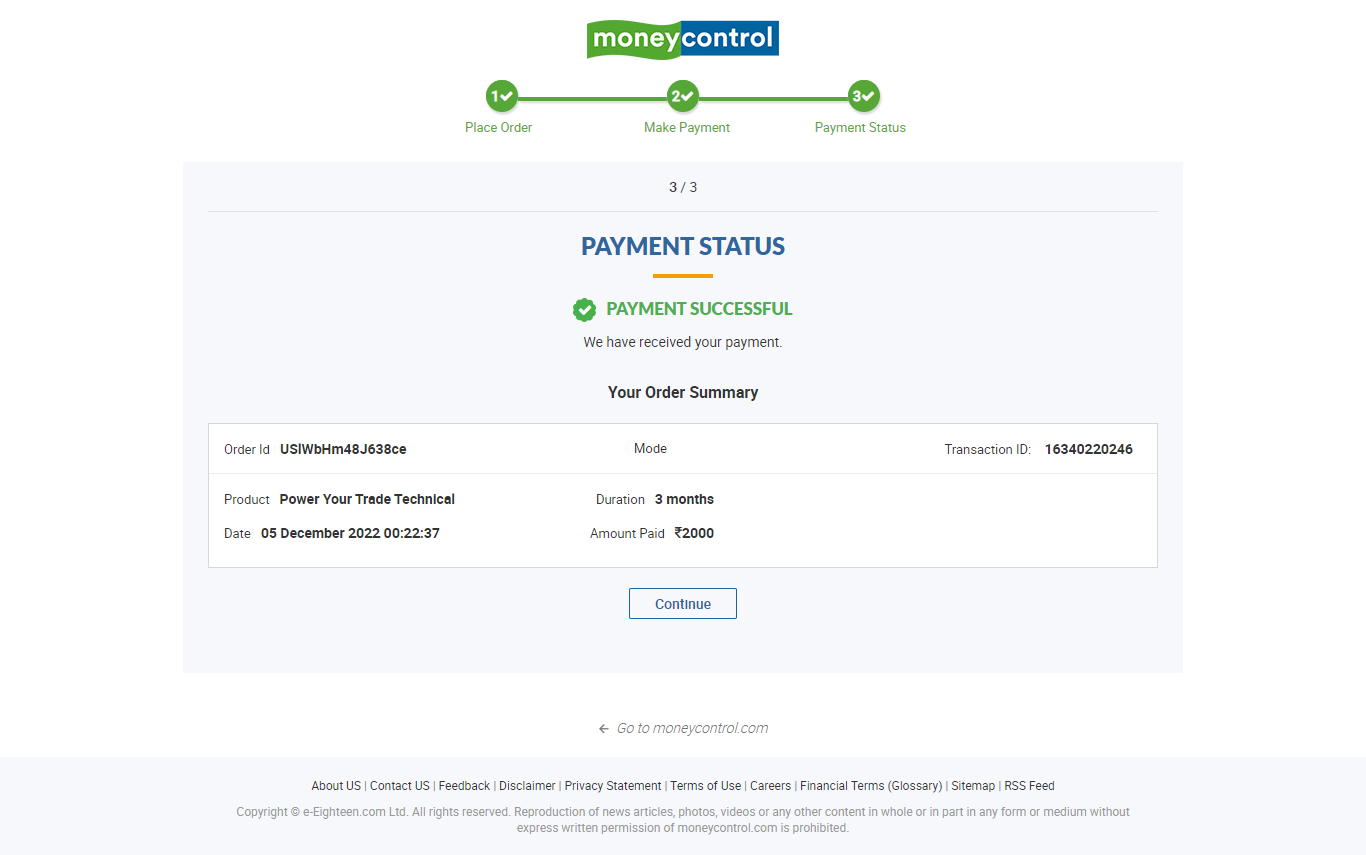 moneycontrol
1 2 3
Place Order Make Payment Payment Status
3 / 3
PAYMENT STATUS
PAYMENT SUCCESSFUL
We have received your payment.
Your Order Summary
Order Id USlWbHm48J638ce Mode Transaction ID: 16340220246
Product Power Your Trade Technical Duration 3 months
Date 05 December 2022 00:22:37 Amount Paid ₹2000
Continue
← Go to moneycontrol.com
About US | Contact US | Feedback | Disclaimer | Privacy Statement | Terms of Use | Careers | Financial Terms (Glossary) | Sitemap | RSS Feed
Copyright © e-Eighteen.com Ltd. All rights reserved. Reproduction of news articles, photos, videos or any other content in whole or in part in any form or medium without
express written permission of moneycontrol.com is prohibited.